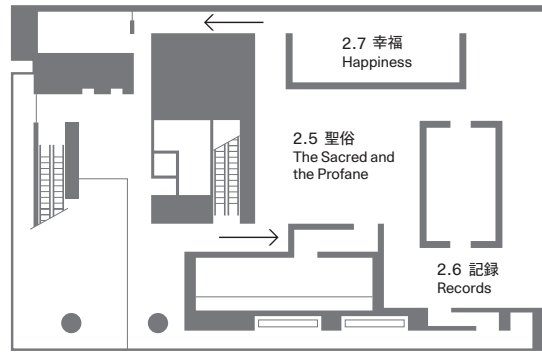 2.7 幸福
Happiness
2.5 聖俗
The Sacred and
the Profane
2.6 記録
Records